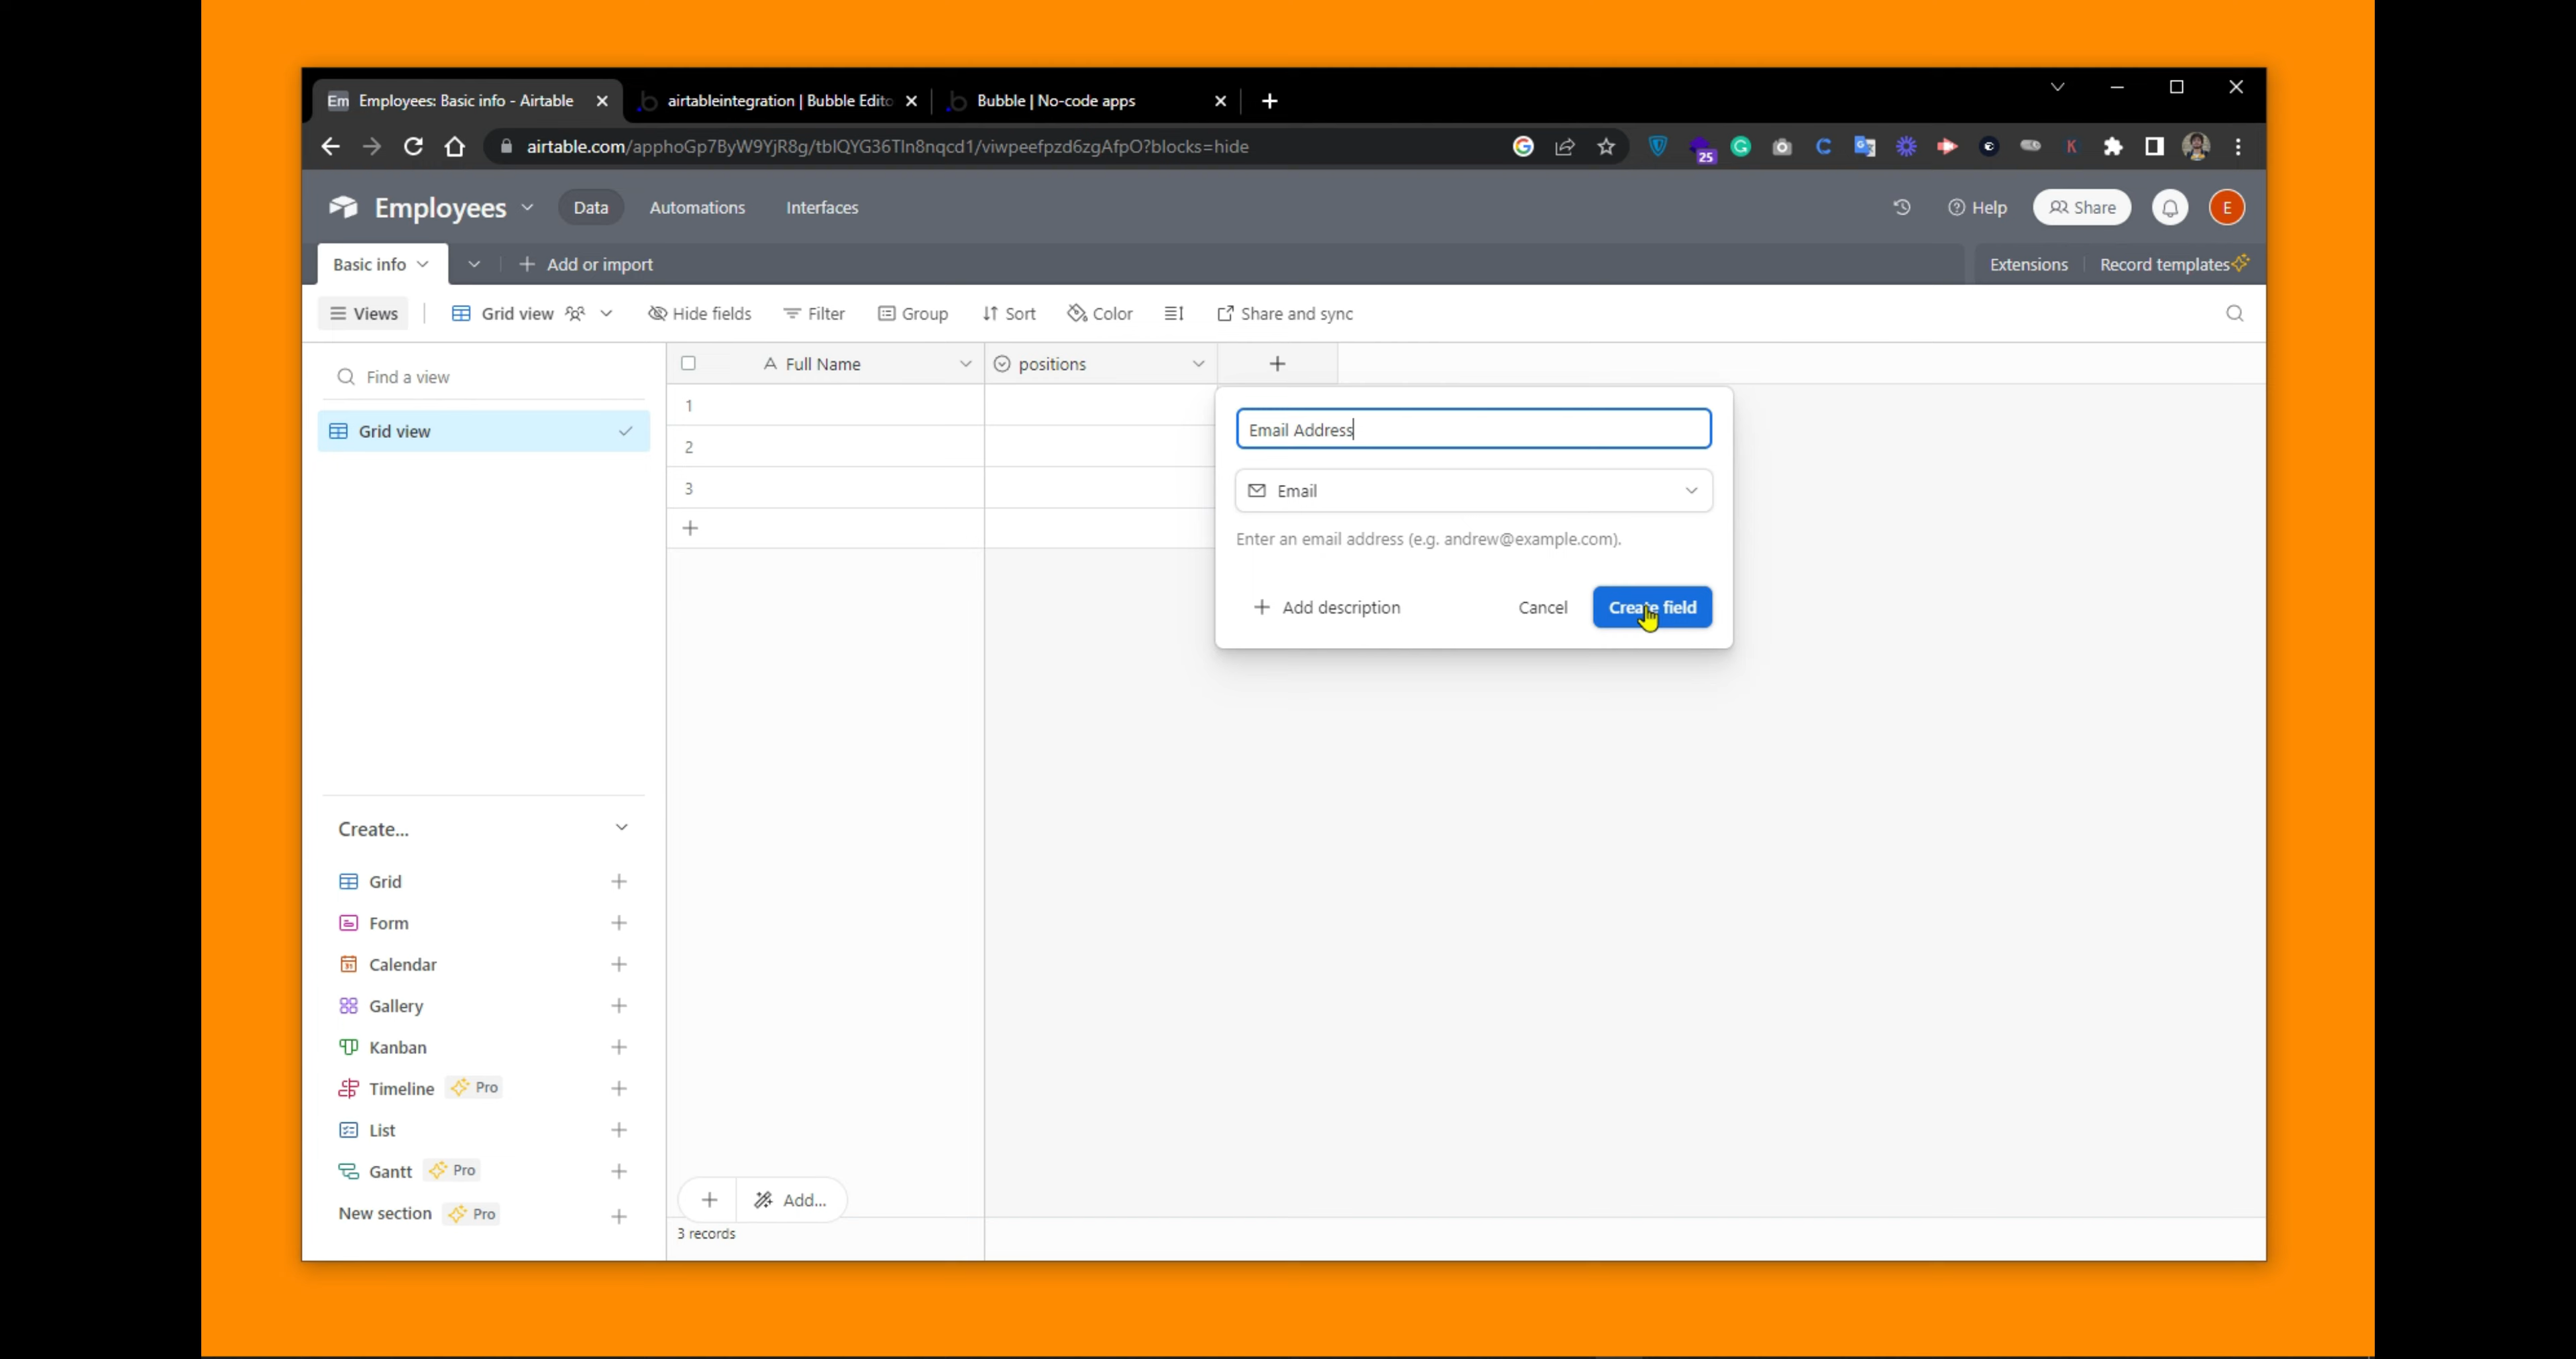 Em Employees: Basic info - Airtable
airtableintegration | Bubble Edito
Bubble | No-code apps
airtable.com/apphoGp7ByW9YjR8g/tblQYG36TIn8nqcd1/viwpeefpzd6zgAfpO?blocks=hide
25
Employees
Data
Automations
Interfaces
Help
Share
E
Basic info
Add or import
Extensions
Record templates
Views
Grid view
Hide fields
Filter
Group
Sort
Color
Share and sync
Find a view
Grid view
Full Name
positions
1
2
3
Email Address
Email
Enter an email address (e.g. andrew@example.com).
Add description
Cancel
Create field
Create...
Grid
Form
Calendar
Gallery
Kanban
Timeline Pro
List
Gantt Pro
New section Pro
Add...
3 records